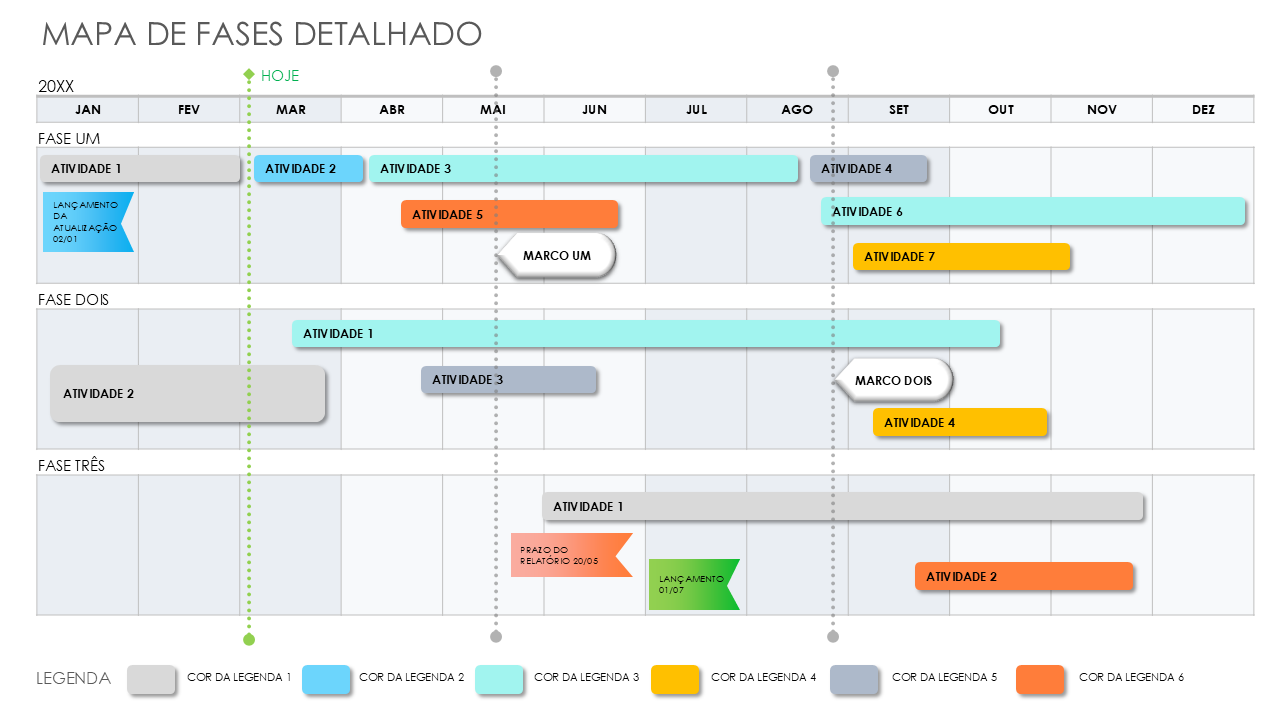 MAPA DE FASES DETALHADO
HOJE
20XX
JAN FEV MAR ABR MAI JUN JUL AGO SET OUT NOV DEZ
FASE UM
ATIVIDADE 1
ATIVIDADE 2
ATIVIDADE 3
ATIVIDADE 4
LANÇAMENTO
DA
ATUALIZAÇÃO
02/01
ATIVIDADE 5
ATIVIDADE 6
MARCO UM
ATIVIDADE 7
FASE DOIS
ATIVIDADE 1
ATIVIDADE 2
ATIVIDADE 3
MARCO DOIS
ATIVIDADE 4
FASE TRÊS
ATIVIDADE 1
PRAZO DO
RELATÓRIO 20/05
LANÇAMENTO
01/07
ATIVIDADE 2
LEGENDA
COR DA LEGENDA 1
COR DA LEGENDA 2
COR DA LEGENDA 3
COR DA LEGENDA 4
COR DA LEGENDA 5
COR DA LEGENDA 6